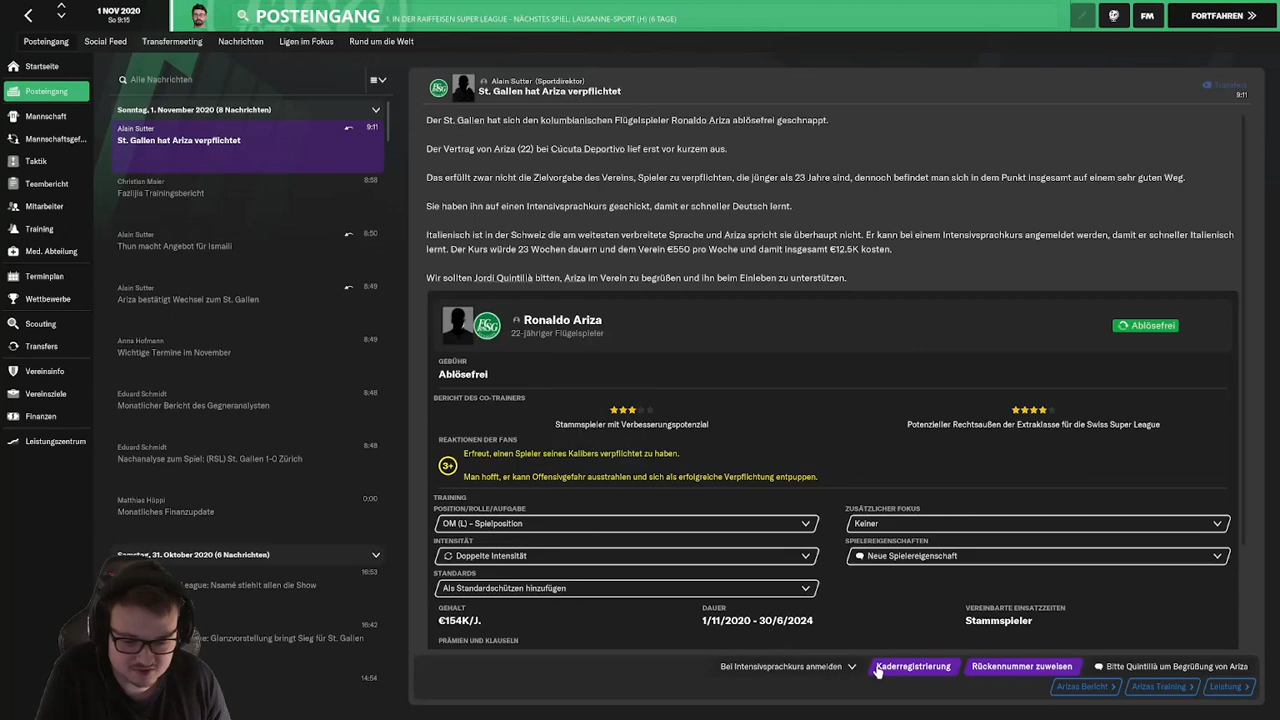 1 NOV 2020
So 9:15
POSTEINGANG
1. IN DER RAIFFEISEN SUPER LEAGUE - NÄCHSTES SPIEL: LAUSANNE-SPORT (H) (6 TAGE)
FM
FORTFAHREN
Posteingang
Social Feed
Transfermeeting
Nachrichten
Ligen im Fokus
Rund um die Welt
Startseite
Posteingang
Mannschaft
Mannschaftsgef...
Taktik
Teambericht
Mitarbeiter
Training
Med. Abteilung
Terminplan
Wettbewerbe
Scouting
Transfers
Vereinsinfo
Vereinsziele
Finanzen
Leistungszentrum
Alle Nachrichten
Sonntag, 1. November 2020 (8 Nachrichten)
Alain Sutter 9:11
St. Gallen hat Ariza verpflichtet
Christian Maier 8:58
Fazlijis Trainingsbericht
Alain Sutter 8:50
Thun macht Angebot für Ismaili
Alain Sutter 8:49
Ariza bestätigt Wechsel zum St. Gallen
Anna Hofmann 8:49
Wichtige Termine im November
Eduard Schmidt 8:48
Monatlicher Bericht des Gegneranalysten
Eduard Schmidt 8:48
Nachanalyse zum Spiel: (RSL) St. Gallen 1-0 Zürich
Matthias Hüppi 0:00
Monatliches Finanzupdate
Samstag, 31. Oktober 2020 (6 Nachrichten)
16:53
League: Nsamé stiehlt allen die Show
16:42
Glanzvorstellung bringt Sieg für St. Gallen
14:54
Alain Sutter (Sportdirektor)
St. Gallen hat Ariza verpflichtet
Transfers
9:11
Der St. Gallen hat sich den kolumbianischen Flügelspieler Ronaldo Ariza ablösefrei geschnappt.
Der Vertrag von Ariza (22) bei Cúcuta Deportivo lief erst vor kurzem aus.
Das erfüllt zwar nicht die Zielvorgabe des Vereins, Spieler zu verpflichten, die jünger als 23 Jahre sind, dennoch befindet man sich in dem Punkt insgesamt auf einem sehr guten Weg.
Sie haben ihn auf einen Intensivsprachkurs geschickt, damit er schneller Deutsch lernt.
Italienisch ist in der Schweiz die am weitesten verbreitete Sprache und Ariza spricht sie überhaupt nicht. Er kann bei einem Intensivsprachkurs angemeldet werden, damit er schneller Italienisch
lernt. Der Kurs würde 23 Wochen dauern und dem Verein €550 pro Woche und damit insgesamt €12.5K kosten.
Wir sollten Jordi Quintillà bitten, Ariza im Verein zu begrüßen und ihn beim Einleben zu unterstützen.
Ronaldo Ariza
22-jähriger Flügelspieler
Ablösefrei
GEBÜHR
Ablösefrei
BERICHT DES CO-TRAINERS
Stammspieler mit Verbesserungspotenzial
Potenzieller Rechtsaußen der Extraklasse für die Swiss Super League
REAKTIONEN DER FANS
3+
Erfreut, einen Spieler seines Kalibers verpflichtet zu haben.
Man hofft, er kann Offensivgefahr ausstrahlen und sich als erfolgreiche Verpflichtung entpuppen.
TRAINING
POSITION/ROLLE/AUFGABE
OM (L) - Spielposition
ZUSÄTZLICHER FOKUS
Keiner
INTENSITÄT
Doppelte Intensität
SPIELEREIGENSCHAFTEN
Neue Spielereigenschaft
STANDARDS
Als Standardschützen hinzufügen
GEHALT
€154K/J.
DAUER
1/11/2020 - 30/6/2024
VEREINBARTE EINSATZZEITEN
Stammspieler
PRÄMIEN UND KLAUSELN
Bei Intensivsprachkurs anmelden
Kaderregistrierung
Rückennummer zuweisen
Bitte Quintillà um Begrüßung von Ariza
Arizas Bericht
Arizas Training
Leistung